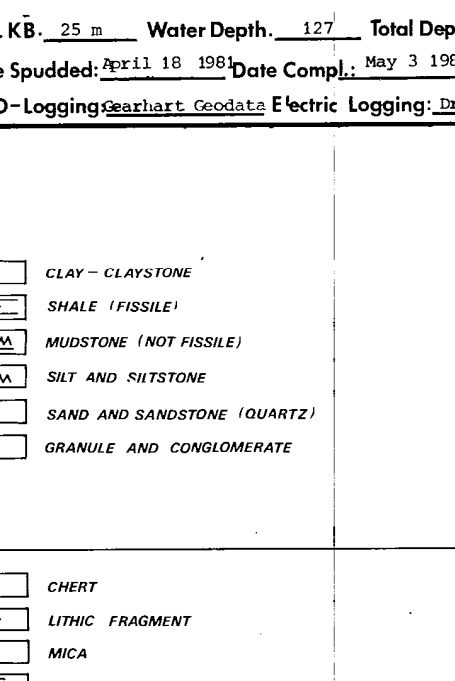 . KB. 25 m Water Depth. 127 Total Dep
e Spudded: April 18 1981 Date Compl.: May 3 198
D-Logging: Gearhart Geodata Electric Logging: Dr
CLAY - CLAYSTONE
SHALE (FISSILE)
MUDSTONE (NOT FISSILE)
SILT AND SILTSTONE
SAND AND SANDSTONE (QUARTZ)
GRANULE AND CONGLOMERATE
CHERT
LITHIC FRAGMENT
MICA